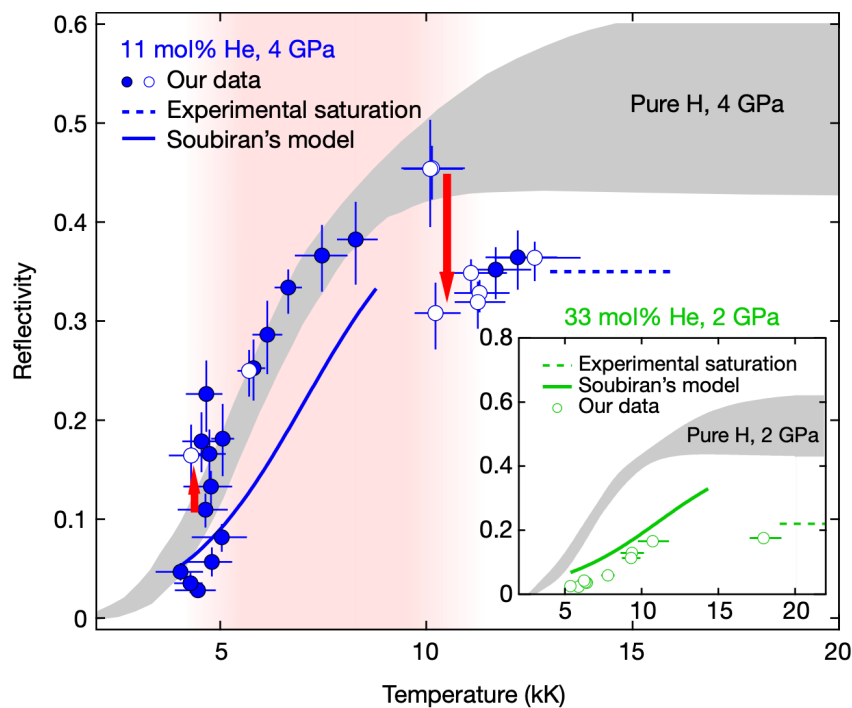 0.6
0.5
0.4
0.3
0.2
0.1
0
Reflectivity
11 mol% He, 4 GPa
Our data
Experimental saturation
Soubiran's model
Pure H, 4 GPa
33 mol% He, 2 GPa
0.8
0.6
0.4
0.2
0
Experimental saturation
Soubiran's model
Our data
Pure H, 2 GPa
5 10 15 20
5 10 15 20
Temperature (kK)